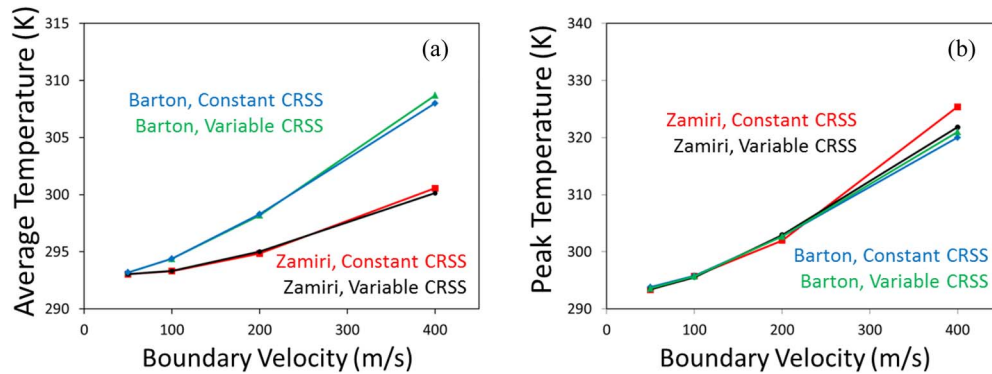 315
310
305
300
295
290
Average Temperature (K)
(a)
Barton, Constant CRSS
Barton, Variable CRSS
Zamiri, Constant CRSS
Zamiri, Variable CRSS
0
100
200
300
400
Boundary Velocity (m/s)
340
330
320
310
300
290
Peak Temperature (K)
(b)
Zamiri, Constant CRSS
Zamiri, Variable CRSS
Barton, Constant CRSS
Barton, Variable CRSS
0
100
200
300
400
Boundary Velocity (m/s)